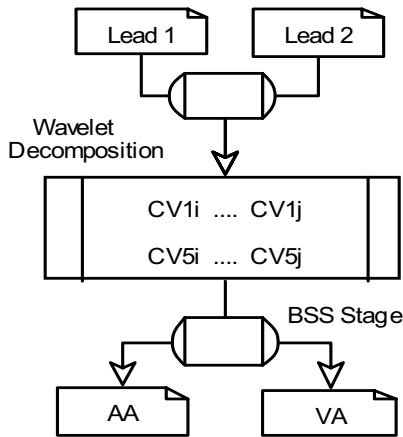 Lead 1
Lead 2
Wavelet
Decomposition
CV1i .... CV1j
CV5i .... CV5j
BSS Stage
AA
VA